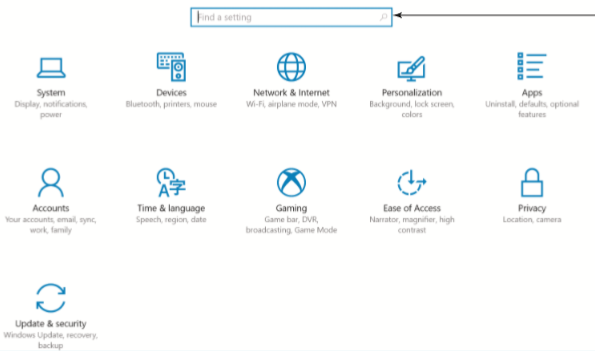 Find a setting
System
Display, notifications,
power
Devices
Bluetooth, printers, mouse
Network & Internet
Wi-Fi, airplane mode, VPN
Personalization
Background, lock screen,
colors
Apps
Uninstall, defaults, optional
features
Accounts
Your accounts, email, sync,
work, family
Time & language
Speech, region, date
Gaming
Game bar, DVR,
broadcasting, Game Mode
Ease of Access
Narrator, magnifier, high
contrast
Privacy
Location, camera
Update & security
Windows Update, recovery,
backup